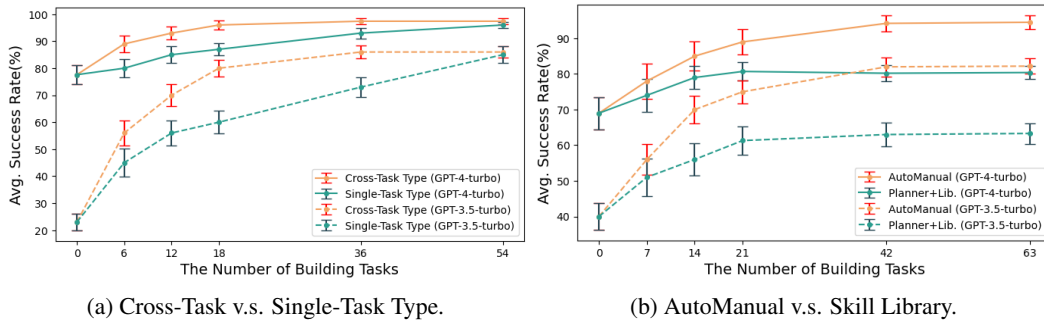 100
90
80
70
60
50
40
30
20
Avg. Success Rate(%)
0 6 12 18 36 54
The Number of Building Tasks
Cross-Task Type (GPT-4-turbo)
Single-Task Type (GPT-4-turbo)
Cross-Task Type (GPT-3.5-turbo)
Single-Task Type (GPT-3.5-turbo)
(a) Cross-Task v.s. Single-Task Type.
100
90
80
70
60
50
40
Avg. Success Rate(%)
0 7 14 21 42 63
The Number of Building Tasks
AutoManual (GPT-4-turbo)
Planner+Lib. (GPT-4-turbo)
AutoManual (GPT-3.5-turbo)
Planner+Lib. (GPT-3.5-turbo)
(b) AutoManual v.s. Skill Library.